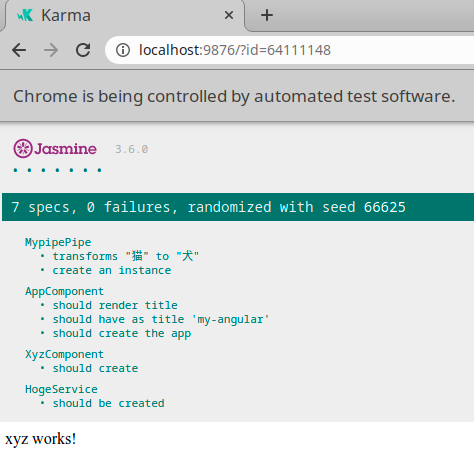 Karma
localhost:9876/?id=64111148
Chrome is being controlled by automated test software.
Jasmine 3.6.0
• • • • • • •
7 specs, 0 failures, randomized with seed 66625
MypipePipe
• transforms "猫" to "犬"
• create an instance
AppComponent
• should render title
• should have as title 'my-angular'
• should create the app
XyzComponent
• should create
HogeService
• should be created
xyz works!